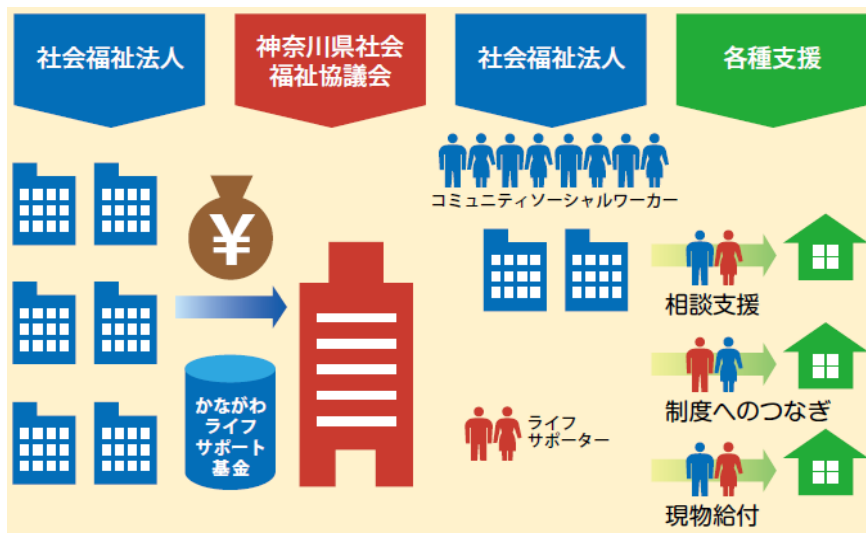 社会福祉法人
神奈川県社会
福祉協議会
社会福祉法人
各種支援
コミュニティソーシャルワーカー
¥
相談支援
かながわ
ライフ
サポート
基金
ライフ
サポーター
制度へのつなぎ
現物給付